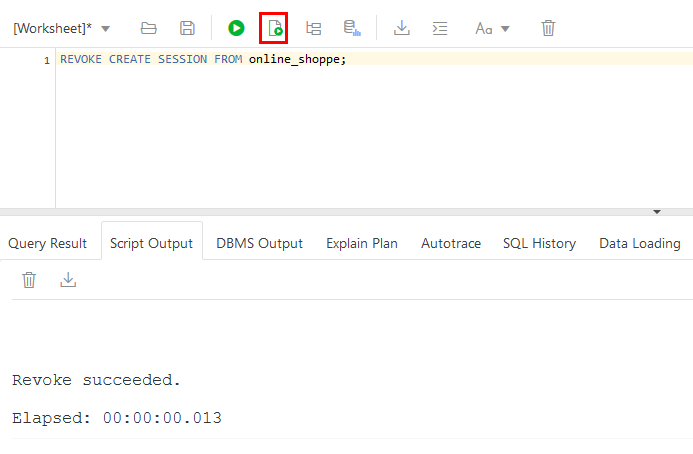 [Worksheet]*
Aa
1 REVOKE CREATE SESSION FROM online_shoppe;
Query Result Script Output DBMS Output Explain Plan Autotrace SQL History Data Loading
Revoke succeeded.
Elapsed: 00:00:00.013